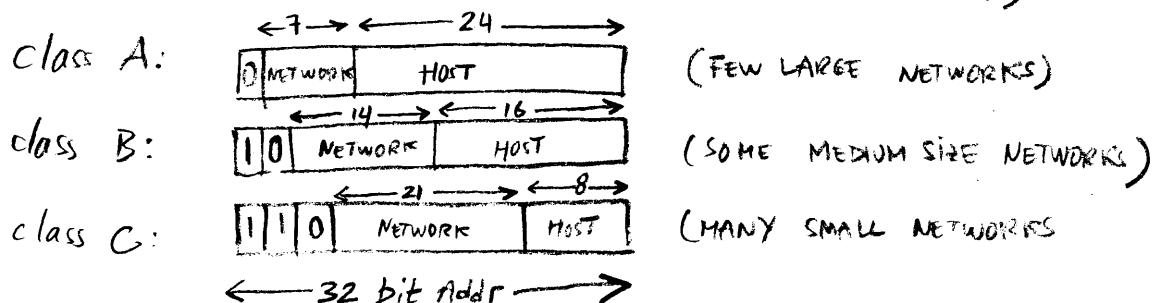 7 24
class A: 0 NETWORK HOST (FEW LARGE NETWORKS)
14 16
class B: 1 0 NETWORK HOST (SOME MEDIUM SIZE NETWORKS)
21 8
class C: 1 1 0 NETWORK HOST (MANY SMALL NETWORKS
32 bit Addr